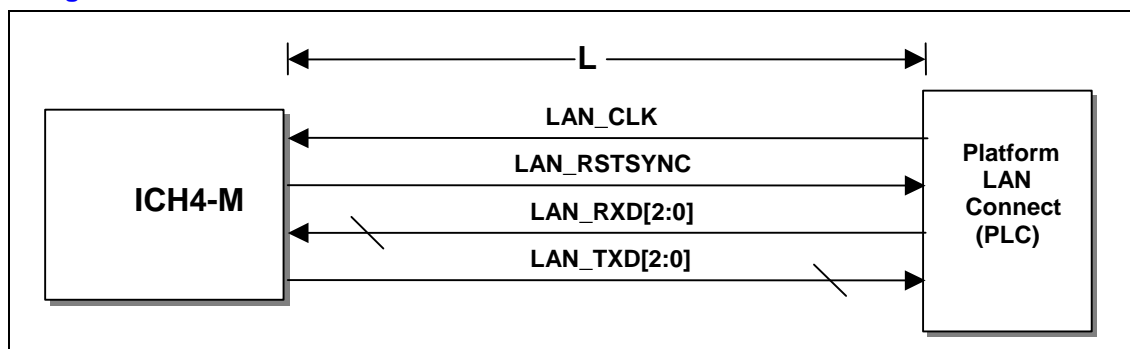 L
LAN_CLK
LAN_RSTSYNC
LAN_RXD[2:0]
LAN_TXD[2:0]
ICH4-M
Platform
LAN
Connect
(PLC)